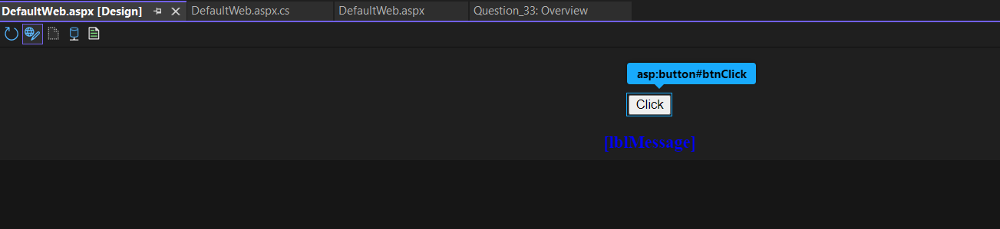 DefaultWeb.aspx [Design] DefaultWeb.aspx.cs DefaultWeb.aspx Question_33: Overview
asp:button#btnClick
Click
[lblMessage]